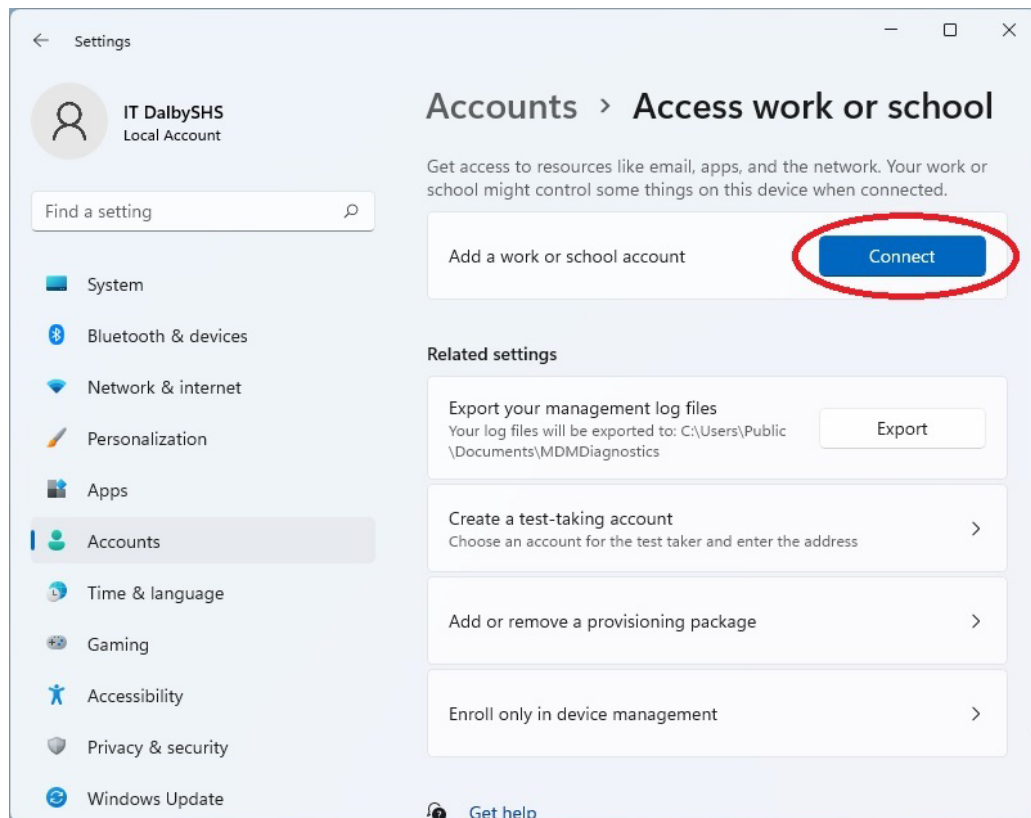 Settings
IT DalbySHS
Local Account
Find a setting
System
Bluetooth & devices
Network & internet
Personalization
Apps
Accounts
Time & language
Gaming
Accessibility
Privacy & security
Windows Update
Accounts > Access work or school
Get access to resources like email, apps, and the network. Your work or
school might control some things on this device when connected.
Add a work or school account
Connect
Related settings
Export your management log files
Your log files will be exported to: C:\Users\Public
\Documents\MDMDiagnostics
Export
Create a test-taking account
Choose an account for the test taker and enter the address
Add or remove a provisioning package
Enroll only in device management
Get help